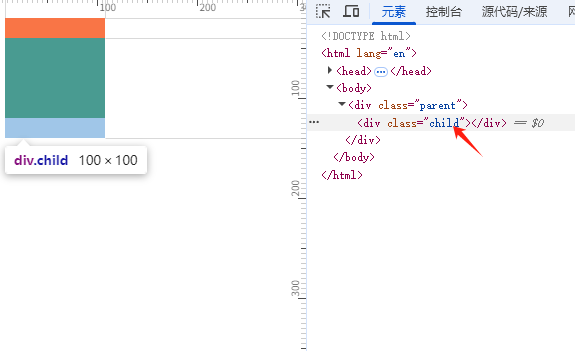 100
200
3
元素
控制台
源代码/来源
100
200
300
div.child 100 × 100
<!DOCTYPE html>
<html lang="en">
<head> ⋯ </head>
<body>
<div class="parent">
⋯ <div class="child"></div> == $0
</div>
</body>
</html>